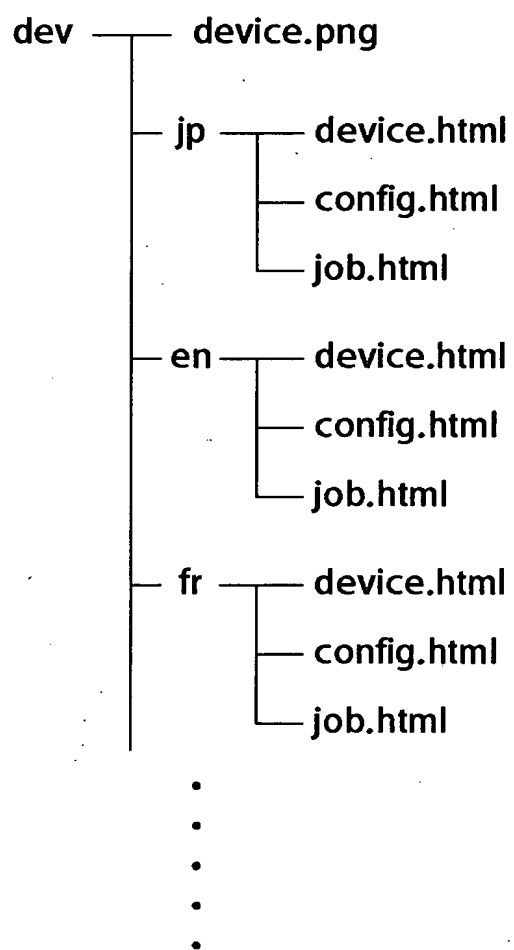 dev device.png
jp device.html
config.html
job.html
en device.html
config.html
job.html
fr device.html
config.html
job.html